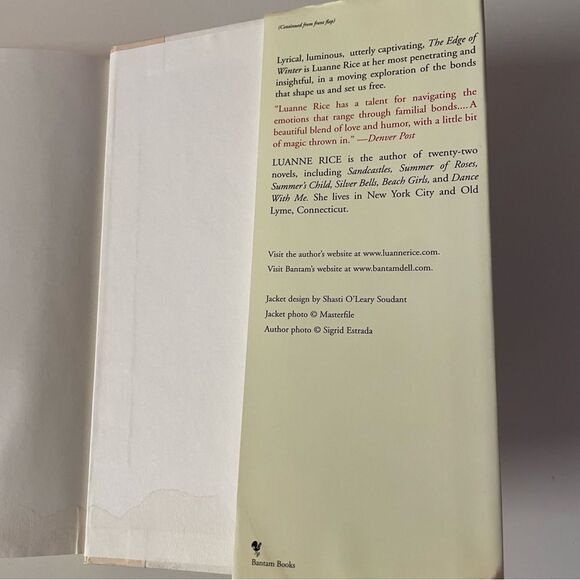 (Continued from front flap)
Lyrical, luminous, utterly captivating, The Edge of
Winter is Luanne Rice at her most penetrating and
insightful, in a moving exploration of the bonds
that shape us and set us free.
“Luanne Rice has a talent for navigating the
emotions that range through familial bonds....A
beautiful blend of love and humor, with a little bit
of magic thrown in.” —Denver Post
LUANNE RICE is the author of twenty-two
novels, including Sandcastles, Summer of Roses,
Summer’s Child, Silver Bells, Beach Girls, and Dance
With Me. She lives in New York City and Old
Lyme, Connecticut.
Visit the author’s website at www.luannerice.com.
Visit Bantam’s website at www.bantamdell.com.
Jacket design by Shasti O’Leary Soudant
Jacket photo © Masterfile
Author photo © Sigrid Estrada
Bantam Books